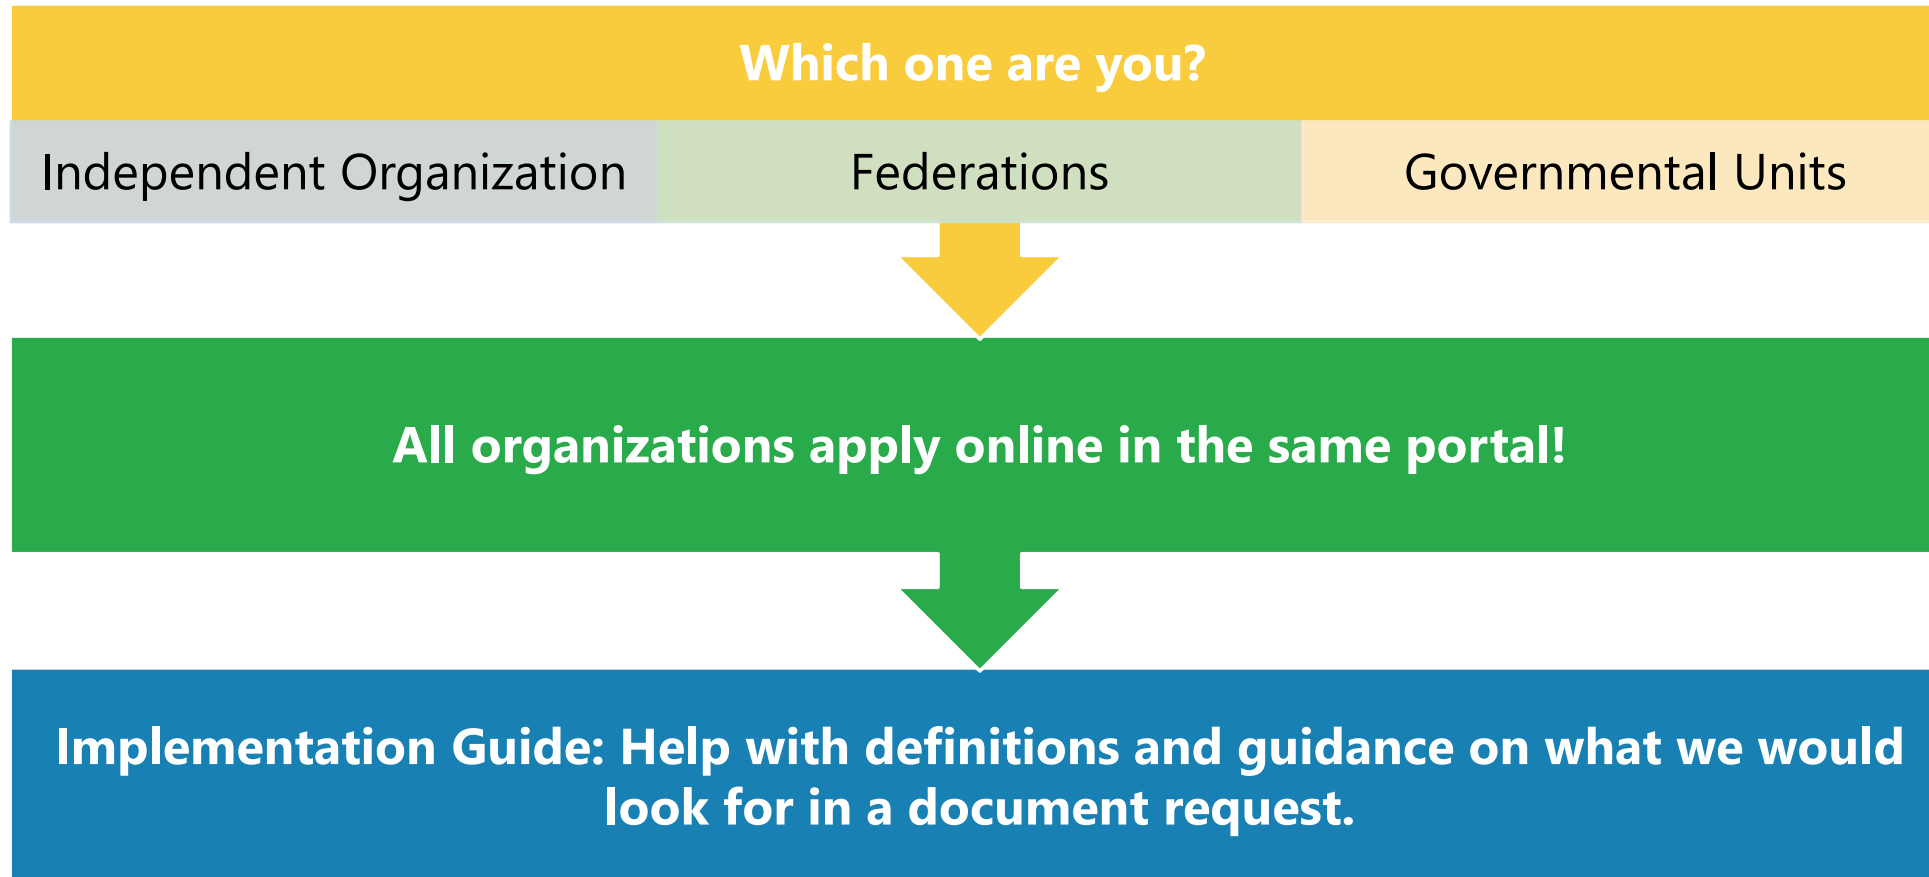 Which one are you?
Independent Organization
Federations
Governmental Units
All organizations apply online in the same portal!
Implementation Guide: Help with definitions and guidance on what we would
look for in a document request.